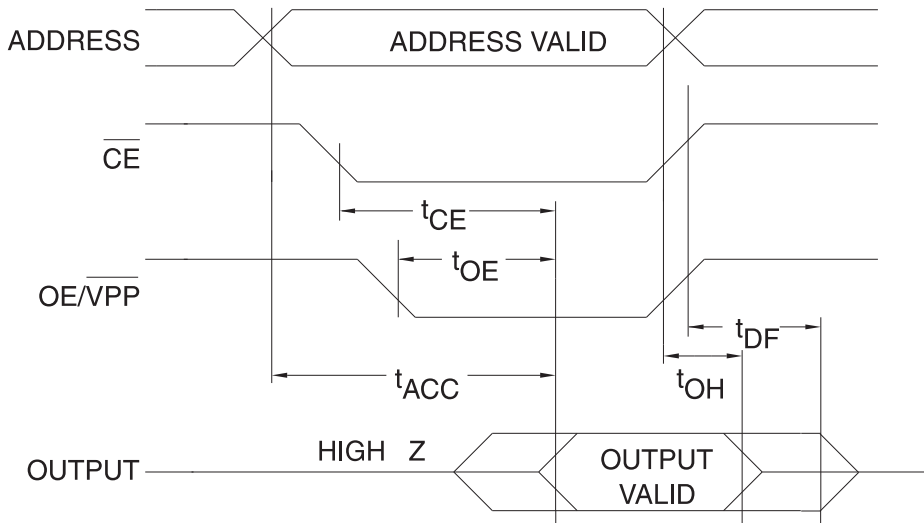 ADDRESS
ADDRESS VALID
CE
tCE
tOE
OE/VPP
tDF
tACC
tOH
HIGH Z
OUTPUT
OUTPUT
VALID